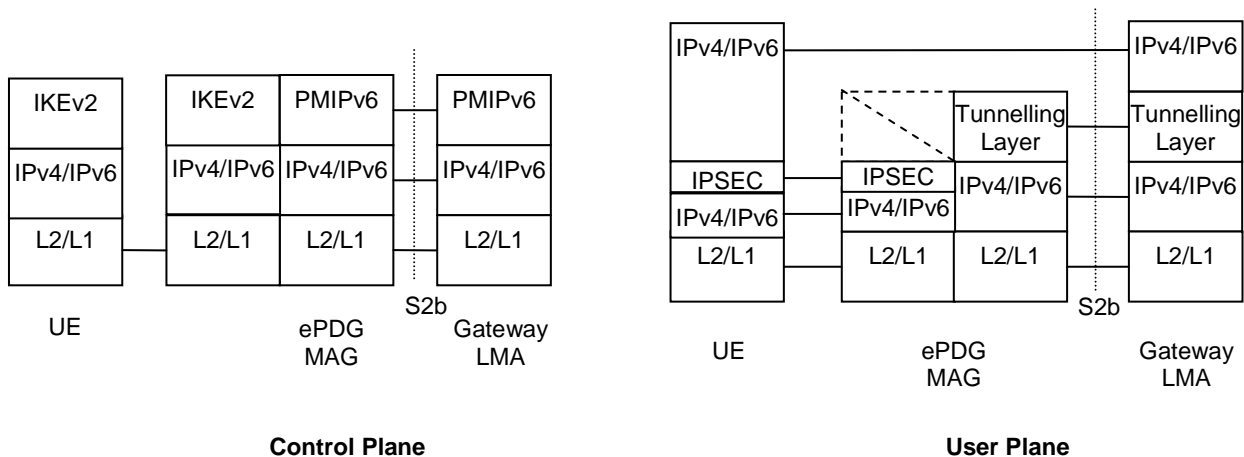 IKEv2
IKEv2
PMIPv6
PMIPv6
IPv4/IPv6
IPv4/IPv6
IPv4/IPv6
IPv4/IPv6
L2/L1
L2/L1
L2/L1
L2/L1
S2b
UE
ePDG
MAG
Gateway
LMA
Control Plane
IPv4/IPv6
IPv4/IPv6
Tunnelling
Layer
Tunnelling
Layer
IPSEC
IPSEC
IPv4/IPv6
IPv4/IPv6
IPv4/IPv6
IPv4/IPv6
L2/L1
L2/L1
L2/L1
L2/L1
S2b
UE
ePDG
MAG
Gateway
LMA
User Plane